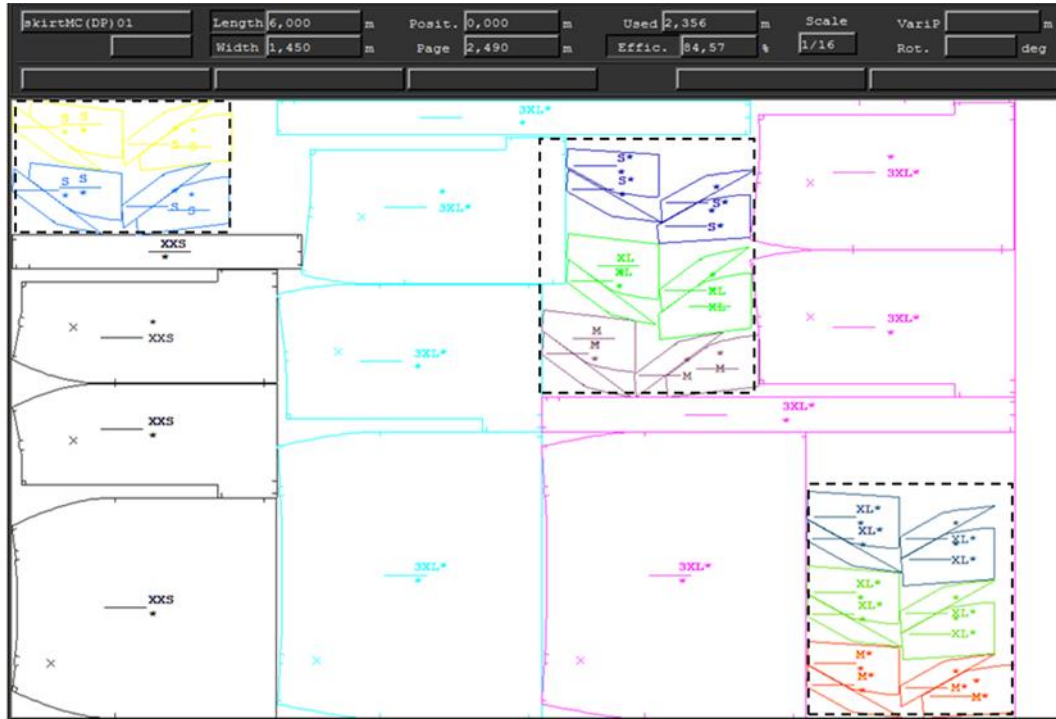 skirtMC(DP)01 Length 6,000 m Posit. 0,000 m Used 2,356 m Scale VariP m
Width 1,450 m Page 2,490 m Effic. 84,57 % 1/16 Rot. deg
3XL*
*
S S
* *
S
S
S S
* *
S S
XXS
*
*
XXS
XXS
*
XXS
*
*
3XL*
3XL*
*
3XL*
*
S*
*
S*
*
*
S*
*
S*
XL
XL
*
*
XL
XL
M
M
*
*
*
M
M
*
3XL*
3XL*
*
3XL*
*
3XL*
*
XL*
*
XL*
*
*
XL*
*
XL*
XL*
*
XL*
*
*
XL*
*
XL*
M*
*
M*
*
*
*
M*
M*